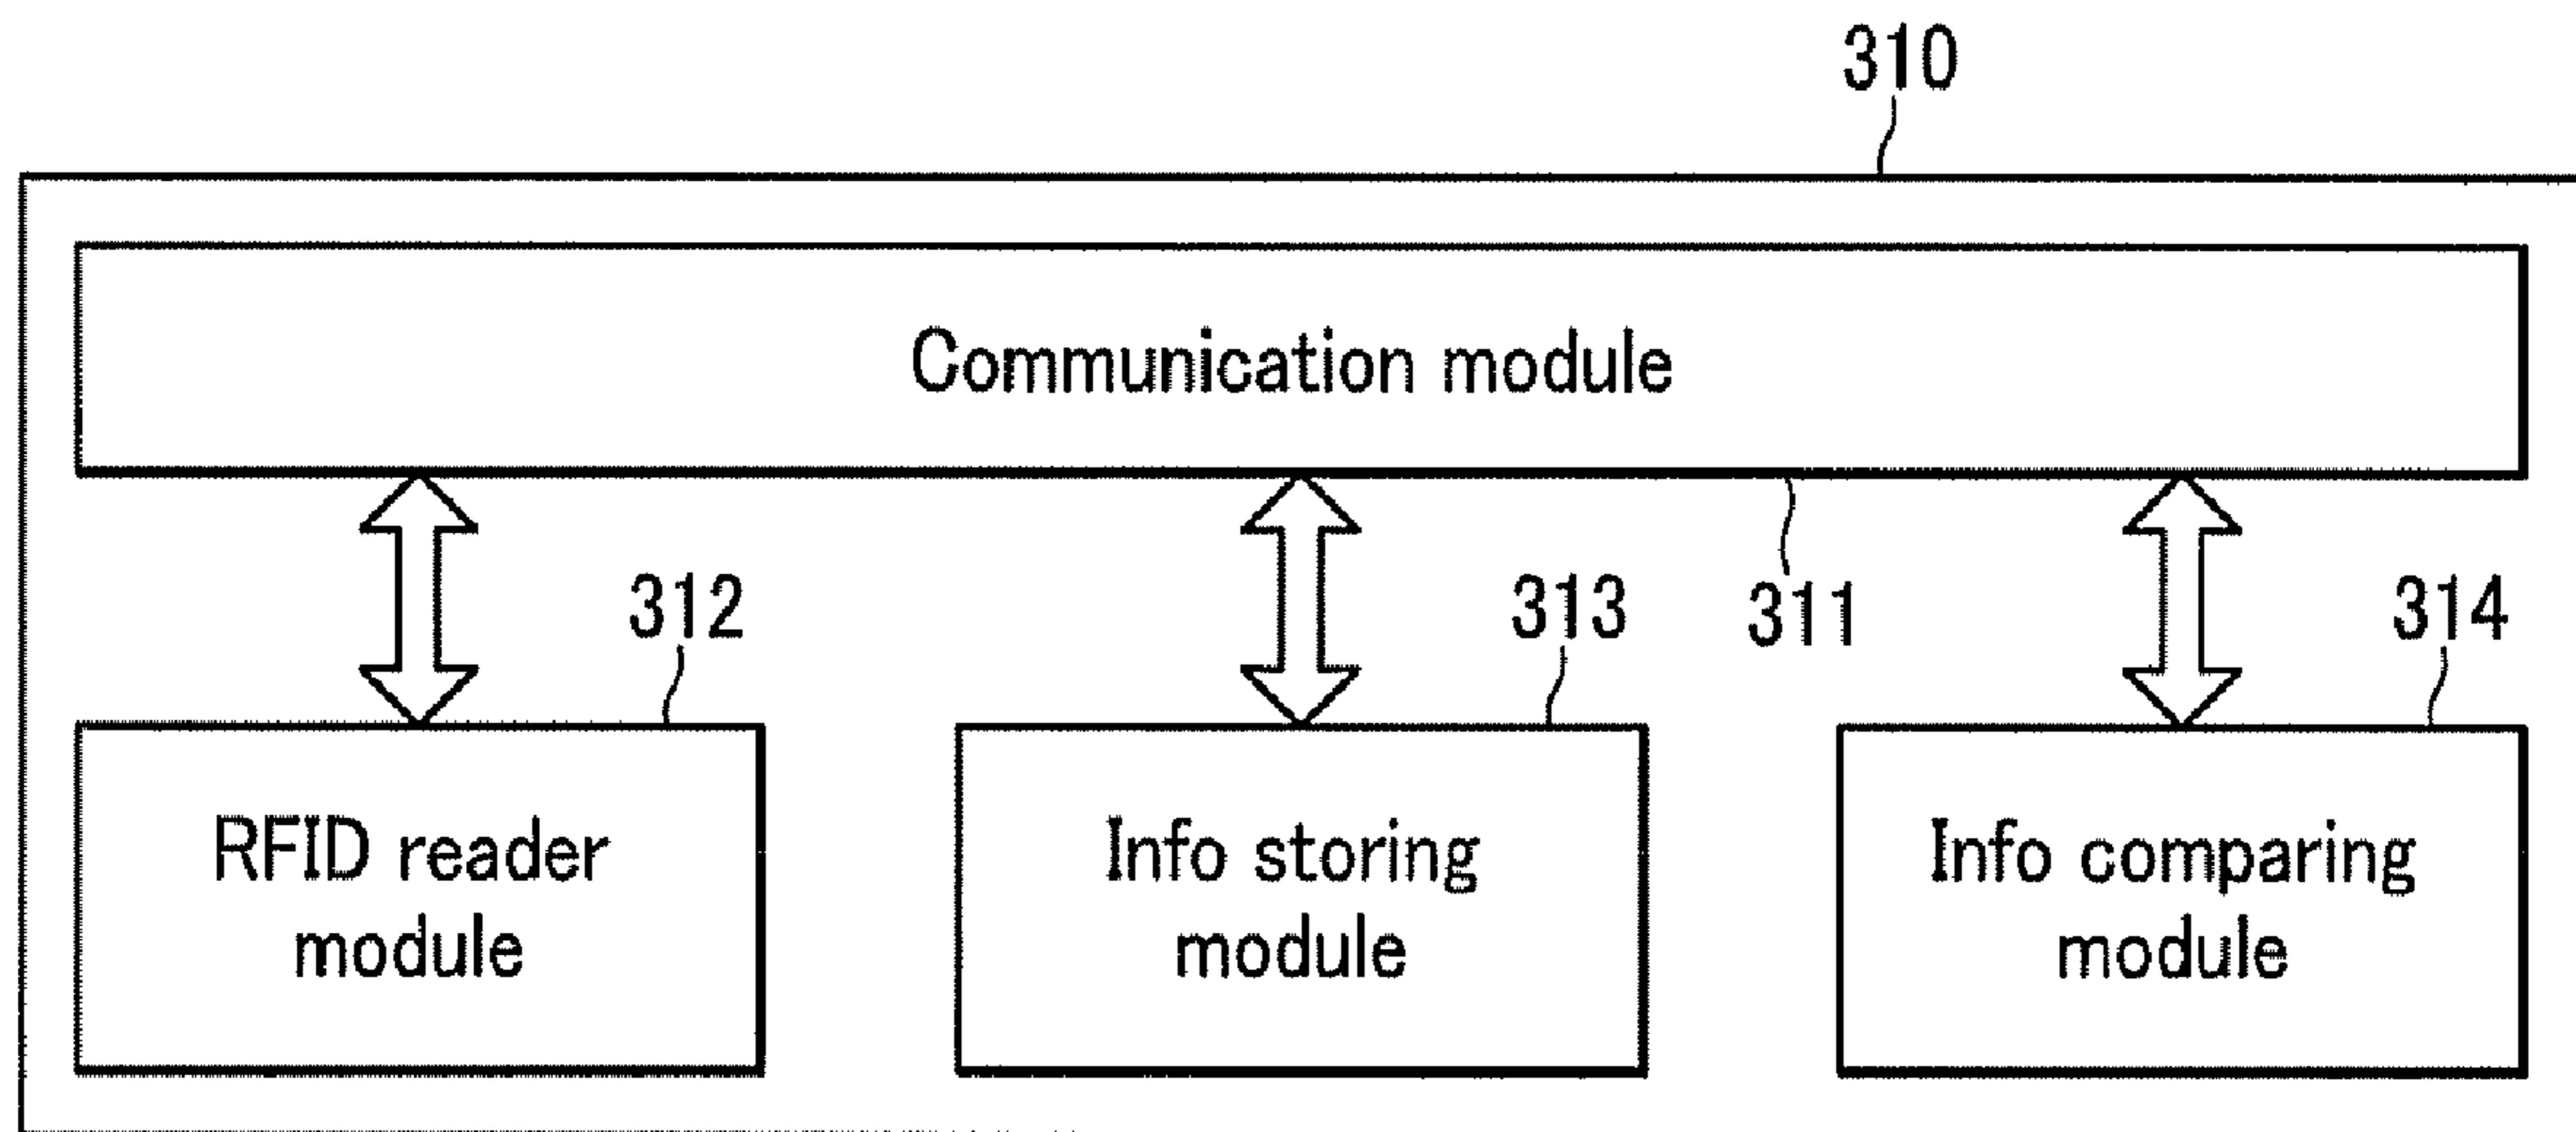 310
Communication module
312
313
311
314
RFID reader
module
Info storing
module
Info comparing
module